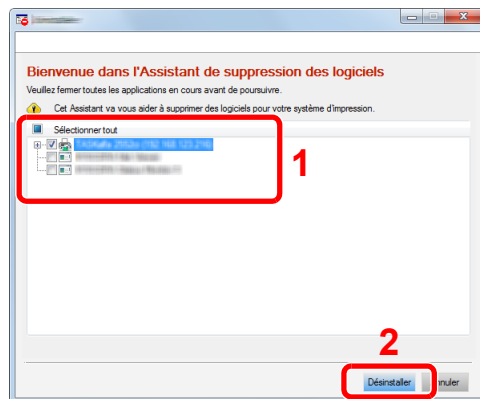 Bienvenue dans l'Assistant de suppression des logiciels
Veuillez fermer toutes les applications en cours avant de poursuivre.
Cet Assistant va vous aider à supprimer des logiciels pour votre système d'impression.
Sélectionner tout
1
2
Désinstaller
nnuler